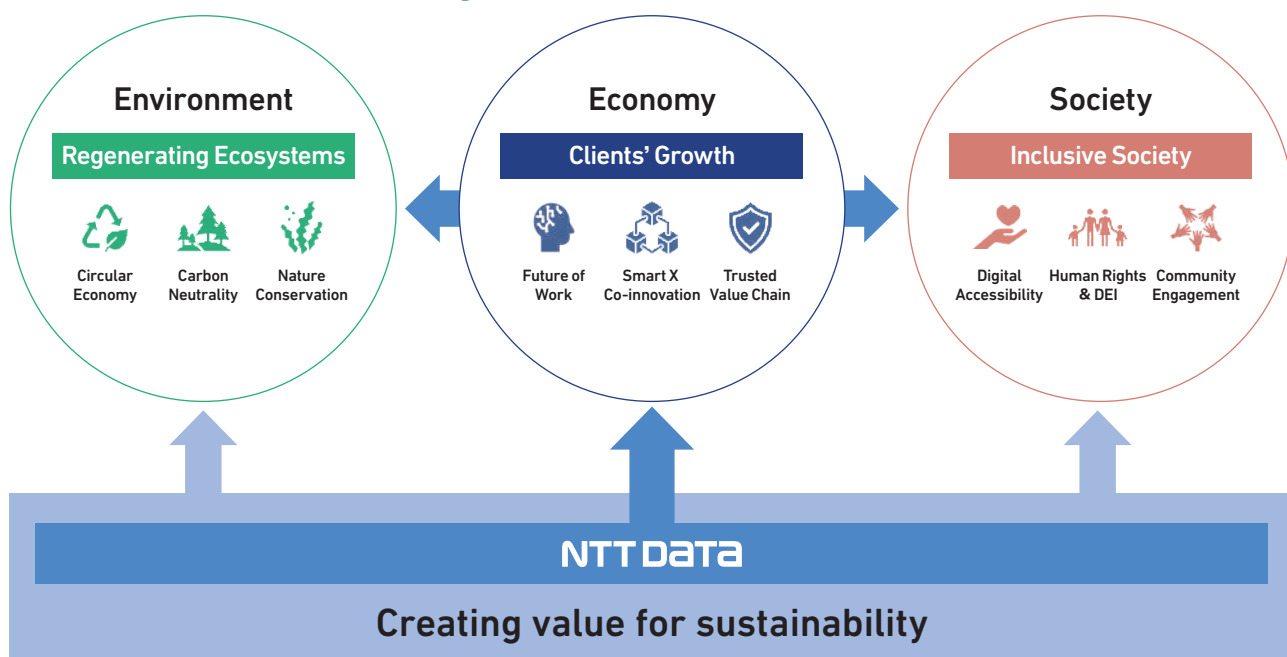 Environment
Regenerating Ecosystems
Circular
Economy
Carbon
Neutrality
Nature
Conservation
Economy
Clients’ Growth
Future of
Work
Smart X
Co-innovation
Trusted
Value Chain
Society
Inclusive Society
Digital
Accessibility
Human Rights
& DEI
Community
Engagement
NTT DATA
Creating value for sustainability